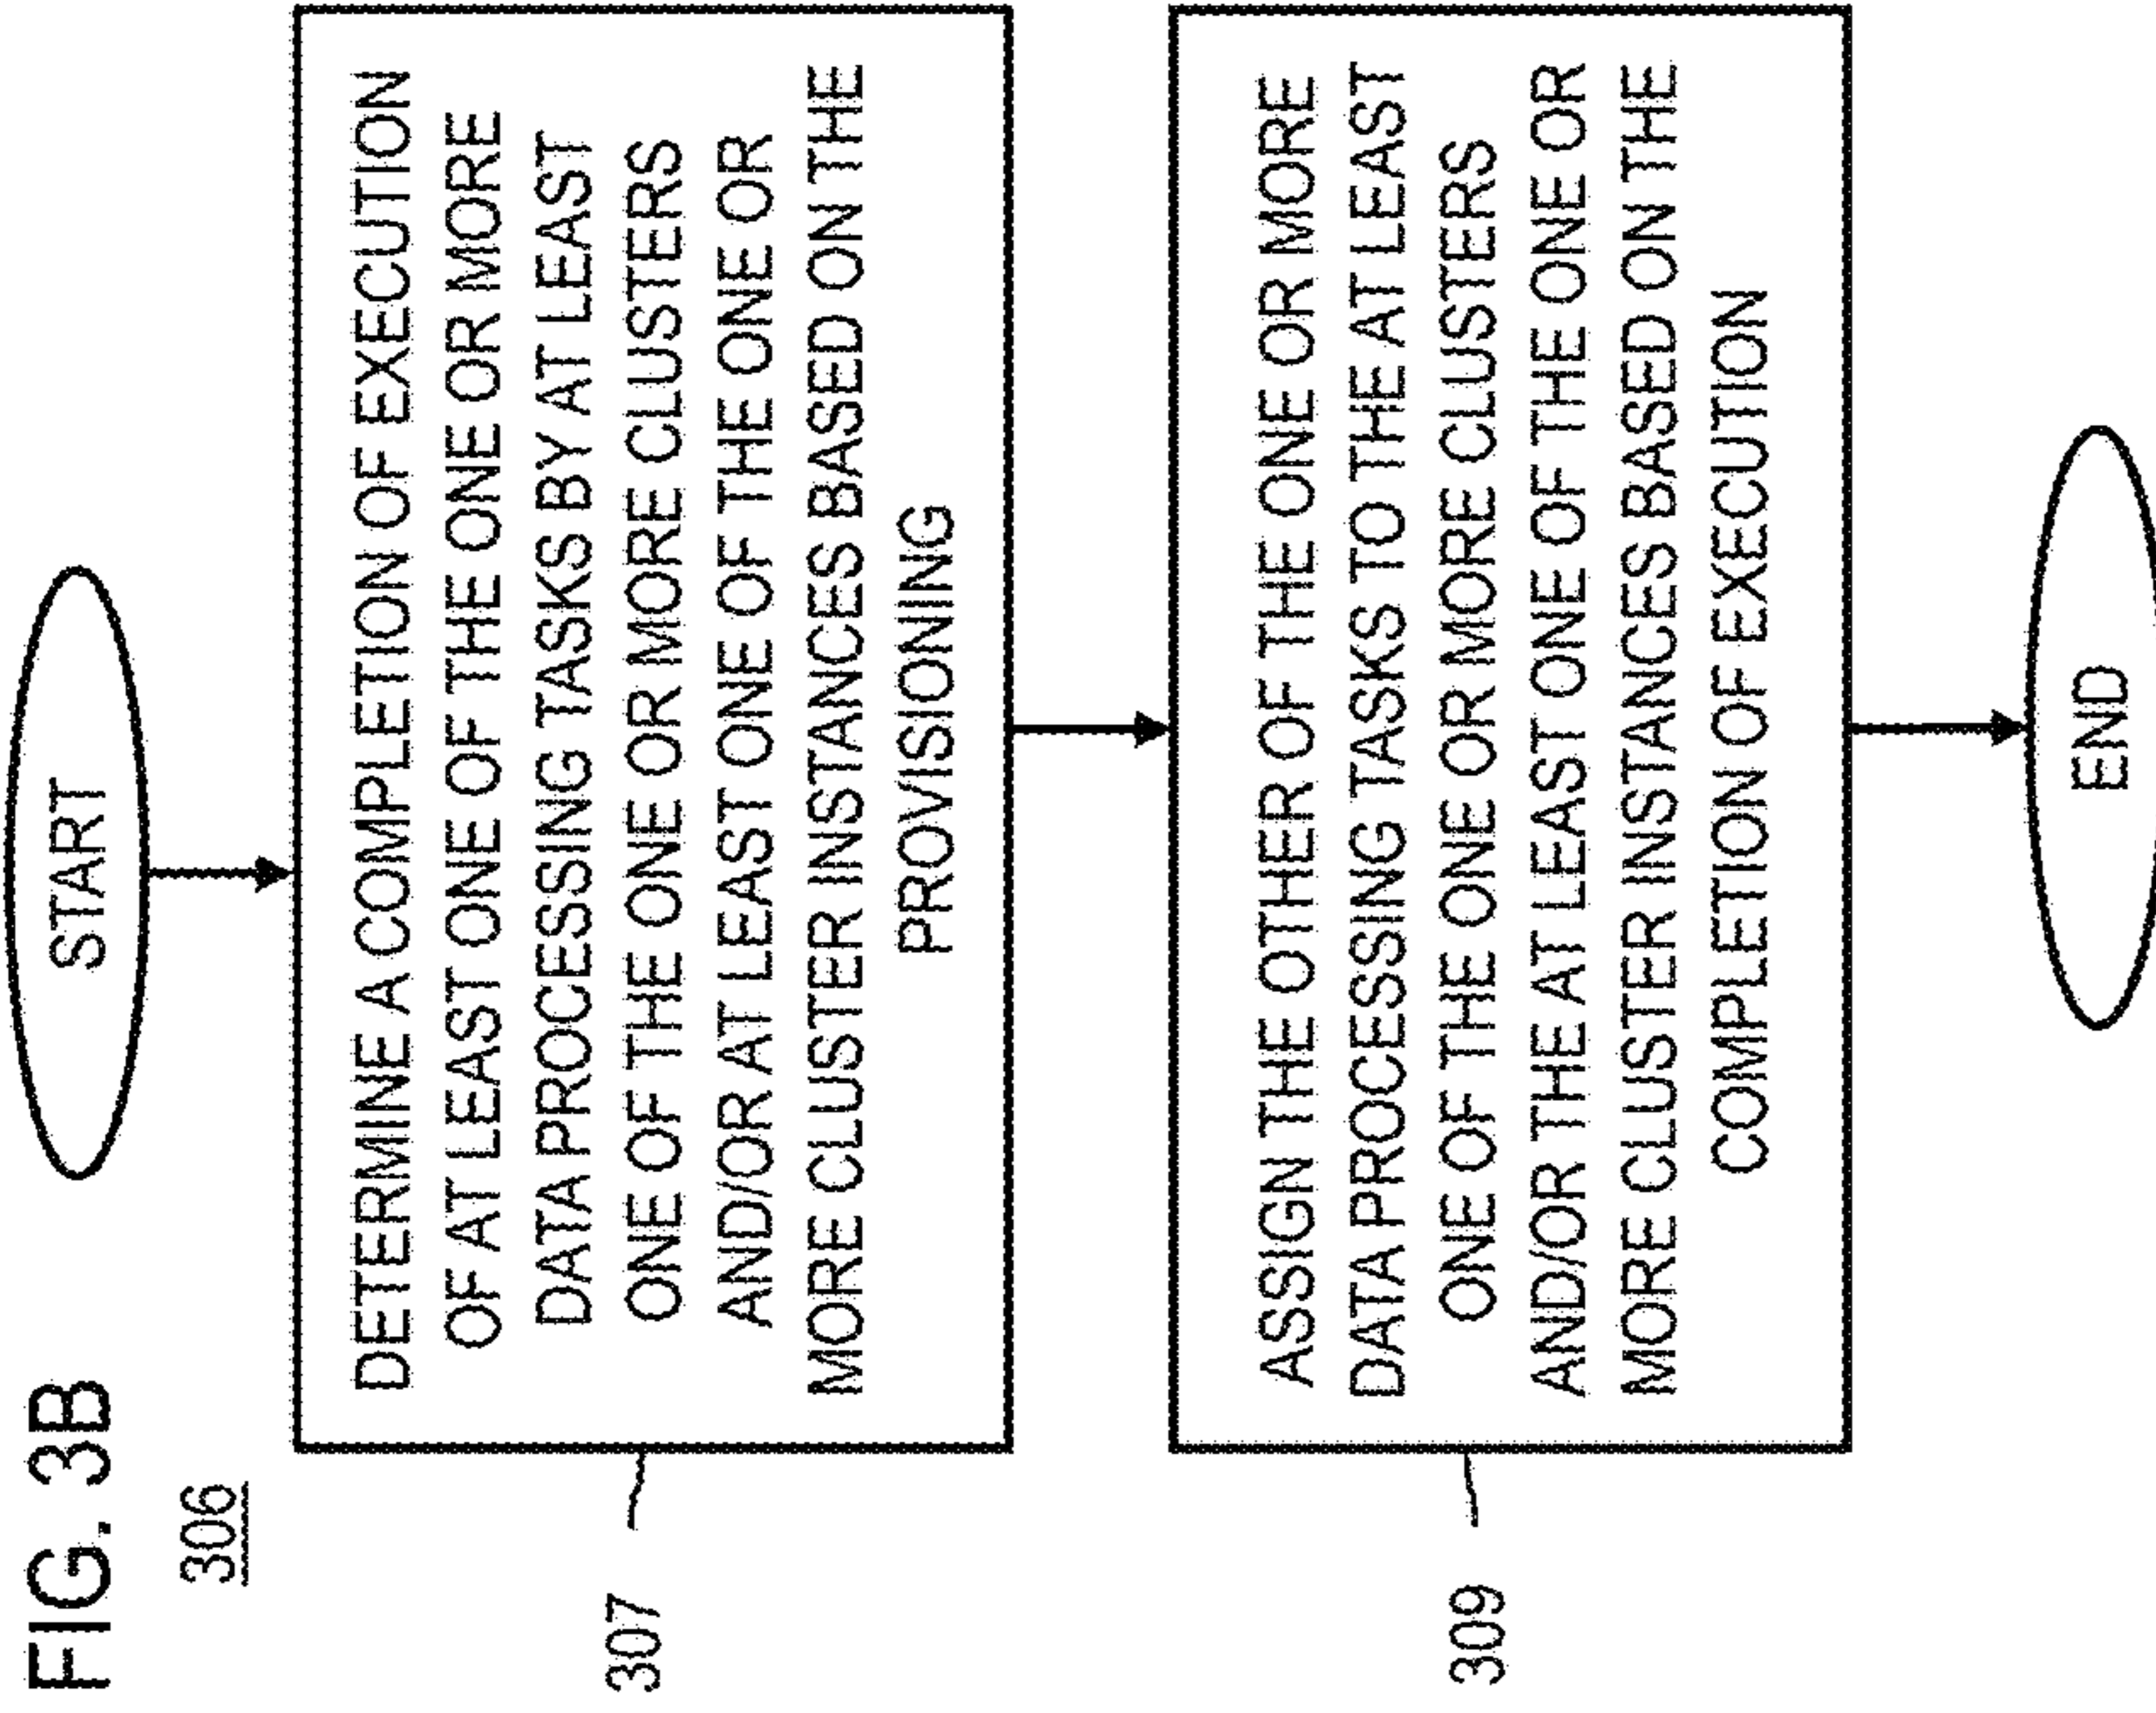 FIG. 3B
306
START
307
DETERMINE A COMPLETION OF EXECUTION
OF AT LEAST ONE OF THE ONE OR MORE
DATA PROCESSING TASKS BY AT LEAST
ONE OF THE ONE OR MORE CLUSTERS
AND/OR AT LEAST ONE OF THE ONE OR
MORE CLUSTER INSTANCES BASED ON THE
PROVISIONING
309
ASSIGN THE OTHER OF THE ONE OR MORE
DATA PROCESSING TASKS TO THE AT LEAST
ONE OF THE ONE OR MORE CLUSTERS
AND/OR THE AT LEAST ONE OF THE ONE OR
MORE CLUSTER INSTANCES BASED ON THE
COMPLETION OF EXECUTION
END